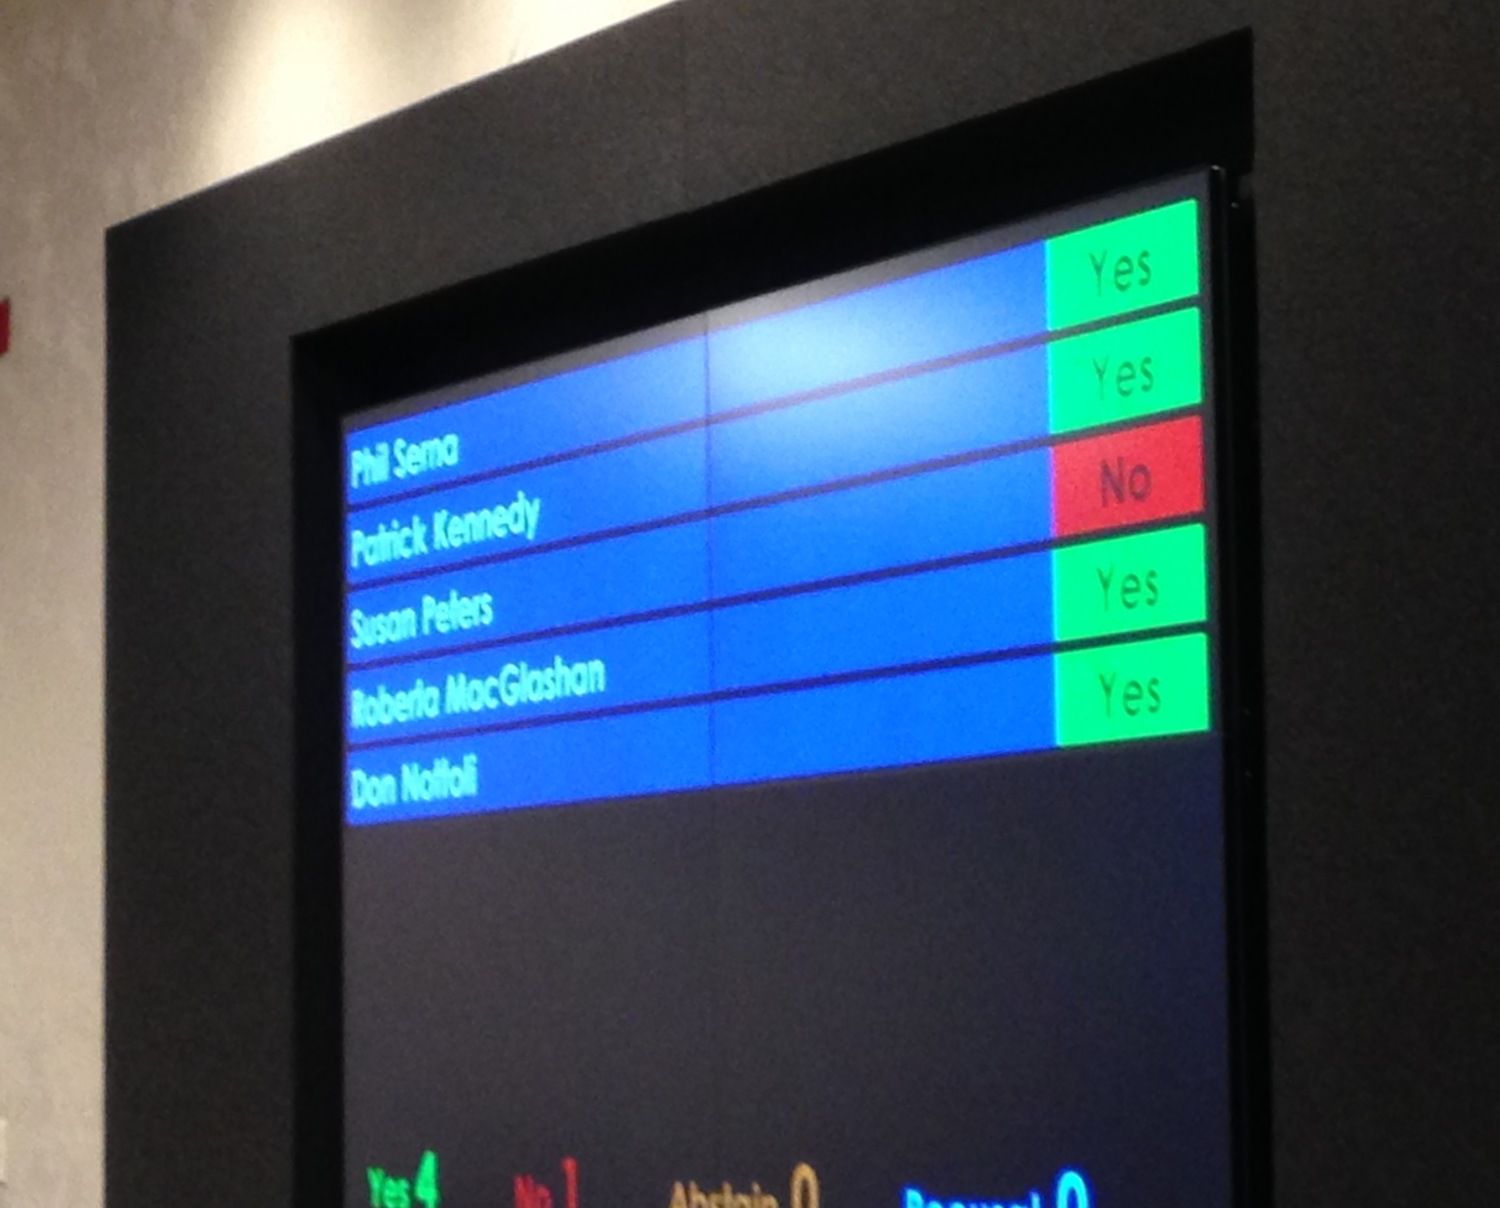 Phil Serna Yes
Patrick Kennedy Yes
Susan Peters No
Roberta MacGlashan Yes
Don Nottoli Yes
Yes 4 No 1 Abstain 0 Recusal 0